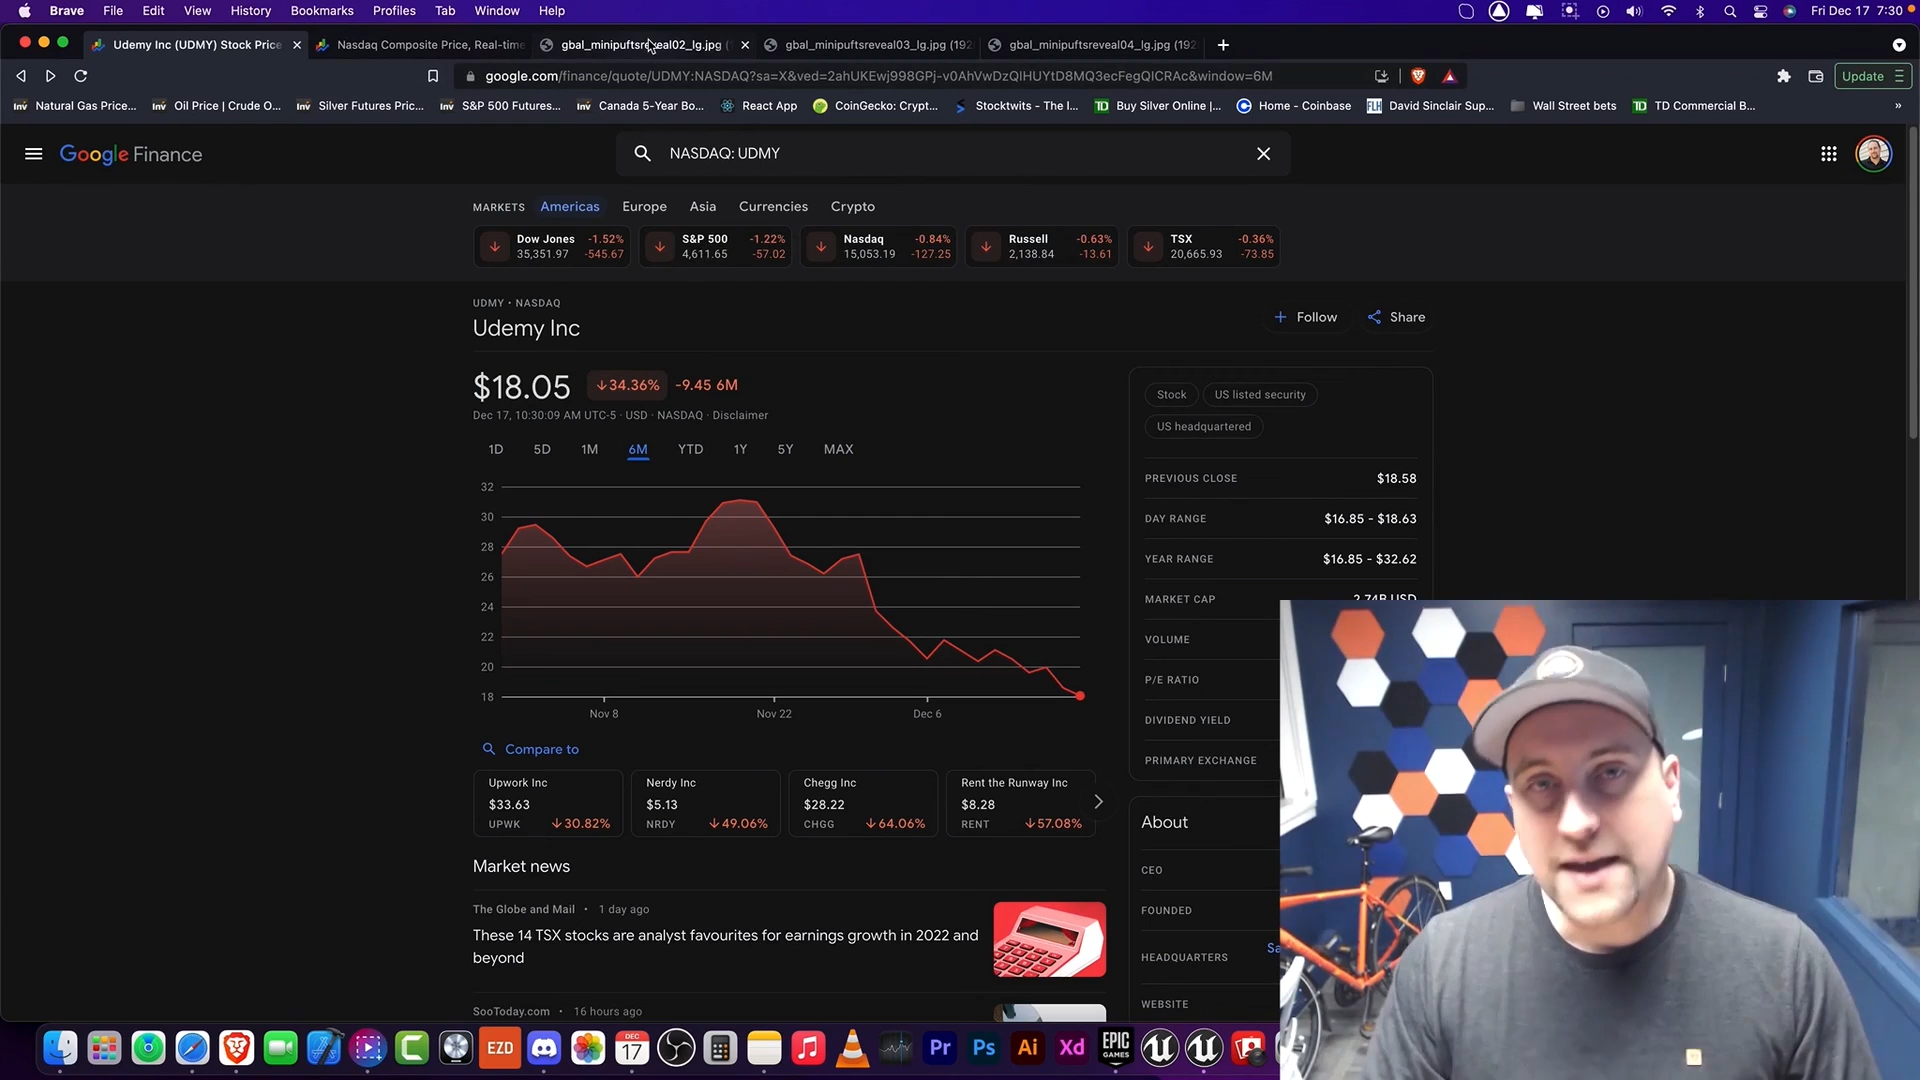 Brave File Edit View History Bookmarks Profiles Tab Window Help Fri Dec 17 7:30
Udemy Inc (UDMY) Stock Price Nasdaq Composite Price, Real-time gbal_minipuftsreveal02_lg.jpg gbal_minipuftsreveal03_lg.jpg (192 gbal_minipuftsreveal04_lg.jpg (192
google.com/finance/quote/UDMY:NASDAQ?sa=X&ved=2ahUKEwj998GPj-v0AhVwDzQIHUYtD8MQ3ecFegQICRAc&window=6M Update
Natural Gas Price... Oil Price | Crude O... Silver Futures Pric... S&P 500 Futures... Canada 5-Year Bo... React App CoinGecko: Crypt... Stocktwits - The l... Buy Silver Online |... Home - Coinbase David Sinclair Sup... Wall Street bets TD Commercial B... »
Google Finance NASDAQ: UDMY
MARKETS Americas Europe Asia Currencies Crypto
Dow Jones -1.52% S&P 500 -1.22% Nasdaq -0.84% Russell -0.63% TSX -0.36%
35,351.97 -545.67 4,611.65 -57.02 15,053.19 -127.25 2,138.84 -13.61 20,665.93 -73.85
UDMY • NASDAQ
Udemy Inc
Follow Share
$18.05 ↓34.36% -9.45 6M
Dec 17, 10:30:09 AM UTC-5 · USD · NASDAQ · Disclaimer
1D 5D 1M 6M YTD 1Y 5Y MAX
32
30
28
26
24
22
20
18
Nov 8 Nov 22 Dec 6
Compare to
Upwork Inc Nerdy Inc Chegg Inc Rent the Runway Inc
$33.63 $5.13 $28.22 $8.28
UPWK ↓30.82% NRDY ↓49.06% CHGG ↓64.06% RENT ↓57.08%
Market news
The Globe and Mail • 1 day ago
These 14 TSX stocks are analyst favourites for earnings growth in 2022 and
beyond
SooToday.com • 16 hours ago
Stock US listed security
US headquartered
PREVIOUS CLOSE $18.58
DAY RANGE $16.85 - $18.63
YEAR RANGE $16.85 - $32.62
MARKET CAP 2.74B USD
VOLUME
P/E RATIO
DIVIDEND YIELD
PRIMARY EXCHANGE
About
CEO
FOUNDED
HEADQUARTERS Sa
WEBSITE
EZD DEC 17 Pr Ps Ai Xd EPIC GAMES